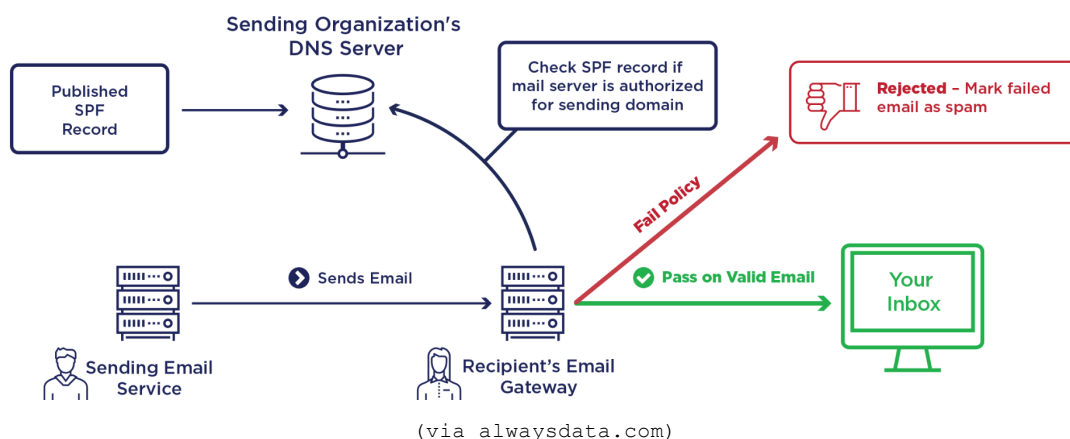 Sending Organization's
DNS Server
Published
SPF
Record
Check SPF record if
mail server is authorized
for sending domain
Rejected – Mark failed
email as spam
Fail Policy
Sends Email
Pass on Valid Email
Your
Inbox
Sending Email
Service
Recipient's Email
Gateway
(via alwaysdata.com)